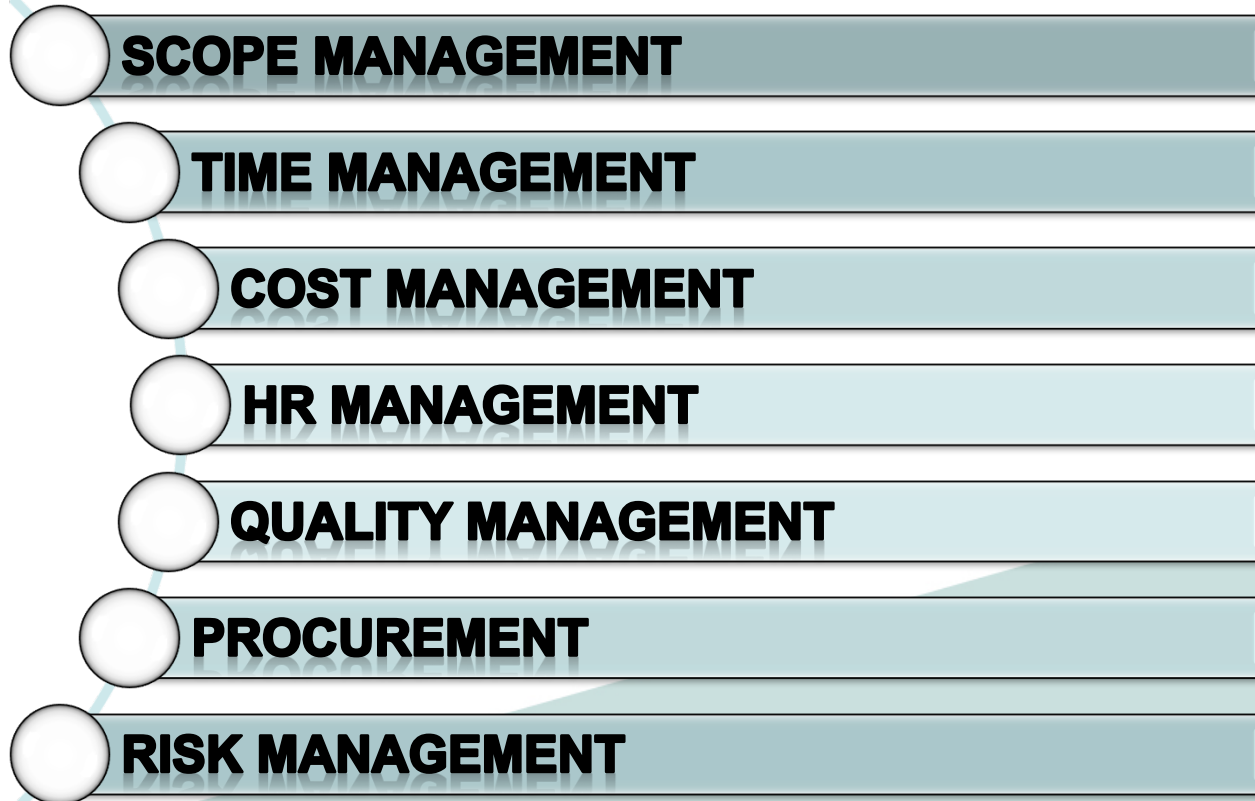 SCOPE MANAGEMENT
TIME MANAGEMENT
COST MANAGEMENT
HR MANAGEMENT
QUALITY MANAGEMENT
PROCUREMENT
RISK MANAGEMENT